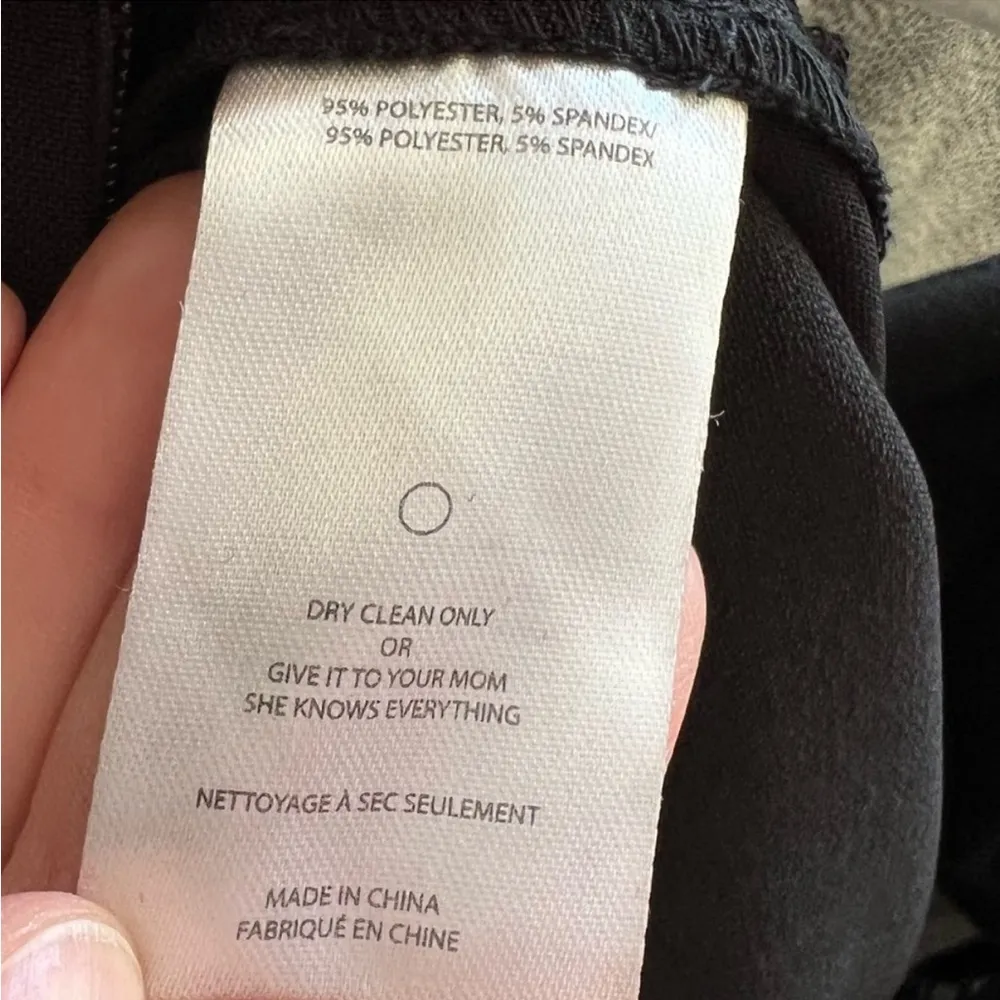 95% POLYESTER, 5% SPANDEX/
95% POLYESTER, 5% SPANDEX
DRY CLEAN ONLY
OR
GIVE IT TO YOUR MOM
SHE KNOWS EVERYTHING
NETTOYAGE À SEC SEULEMENT
MADE IN CHINA
FABRIQUÉ EN CHINE